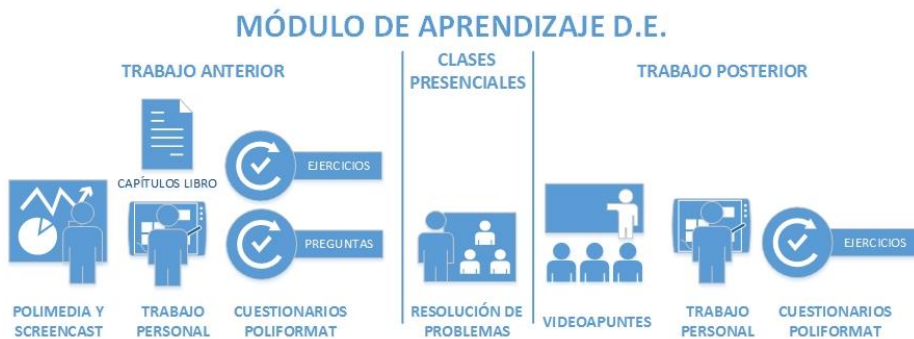 MÓDULO DE APRENDIZAJE D.E.
TRABAJO ANTERIOR
CLASES
PRESENCIALES
TRABAJO POSTERIOR
CAPÍTULOS LIBRO
EJERCICIOS
PREGUNTAS
EJERCICIOS
POLIMEDIA Y
SCREENCAST
TRABAJO
PERSONAL
CUESTIONARIOS
POLIFORMAT
RESOLUCIÓN DE
PROBLEMAS
VIDEOAPUNTES
TRABAJO
PERSONAL
CUESTIONARIOS
POLIFORMAT